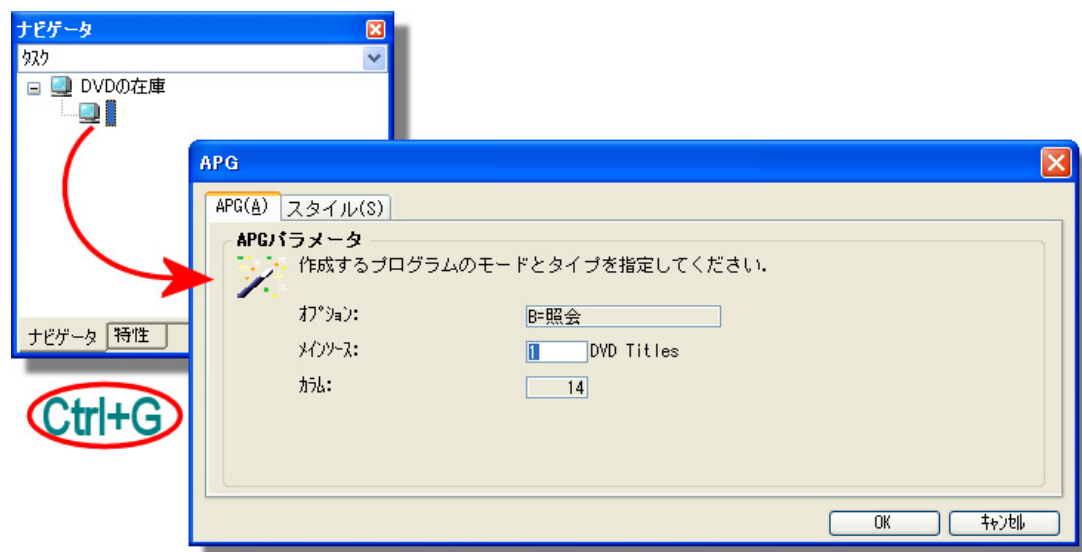 ナビゲータ
タスク
DVDの在庫
ナビゲータ 特性
Ctrl+G
APG
APG(A) スタイル(S)
APGパラメータ
作成するプログラムのモードとタイプを指定してください.
オプション: B=照会
メインソース: 1 DVD Titles
カラム: 14
OK キャンセル